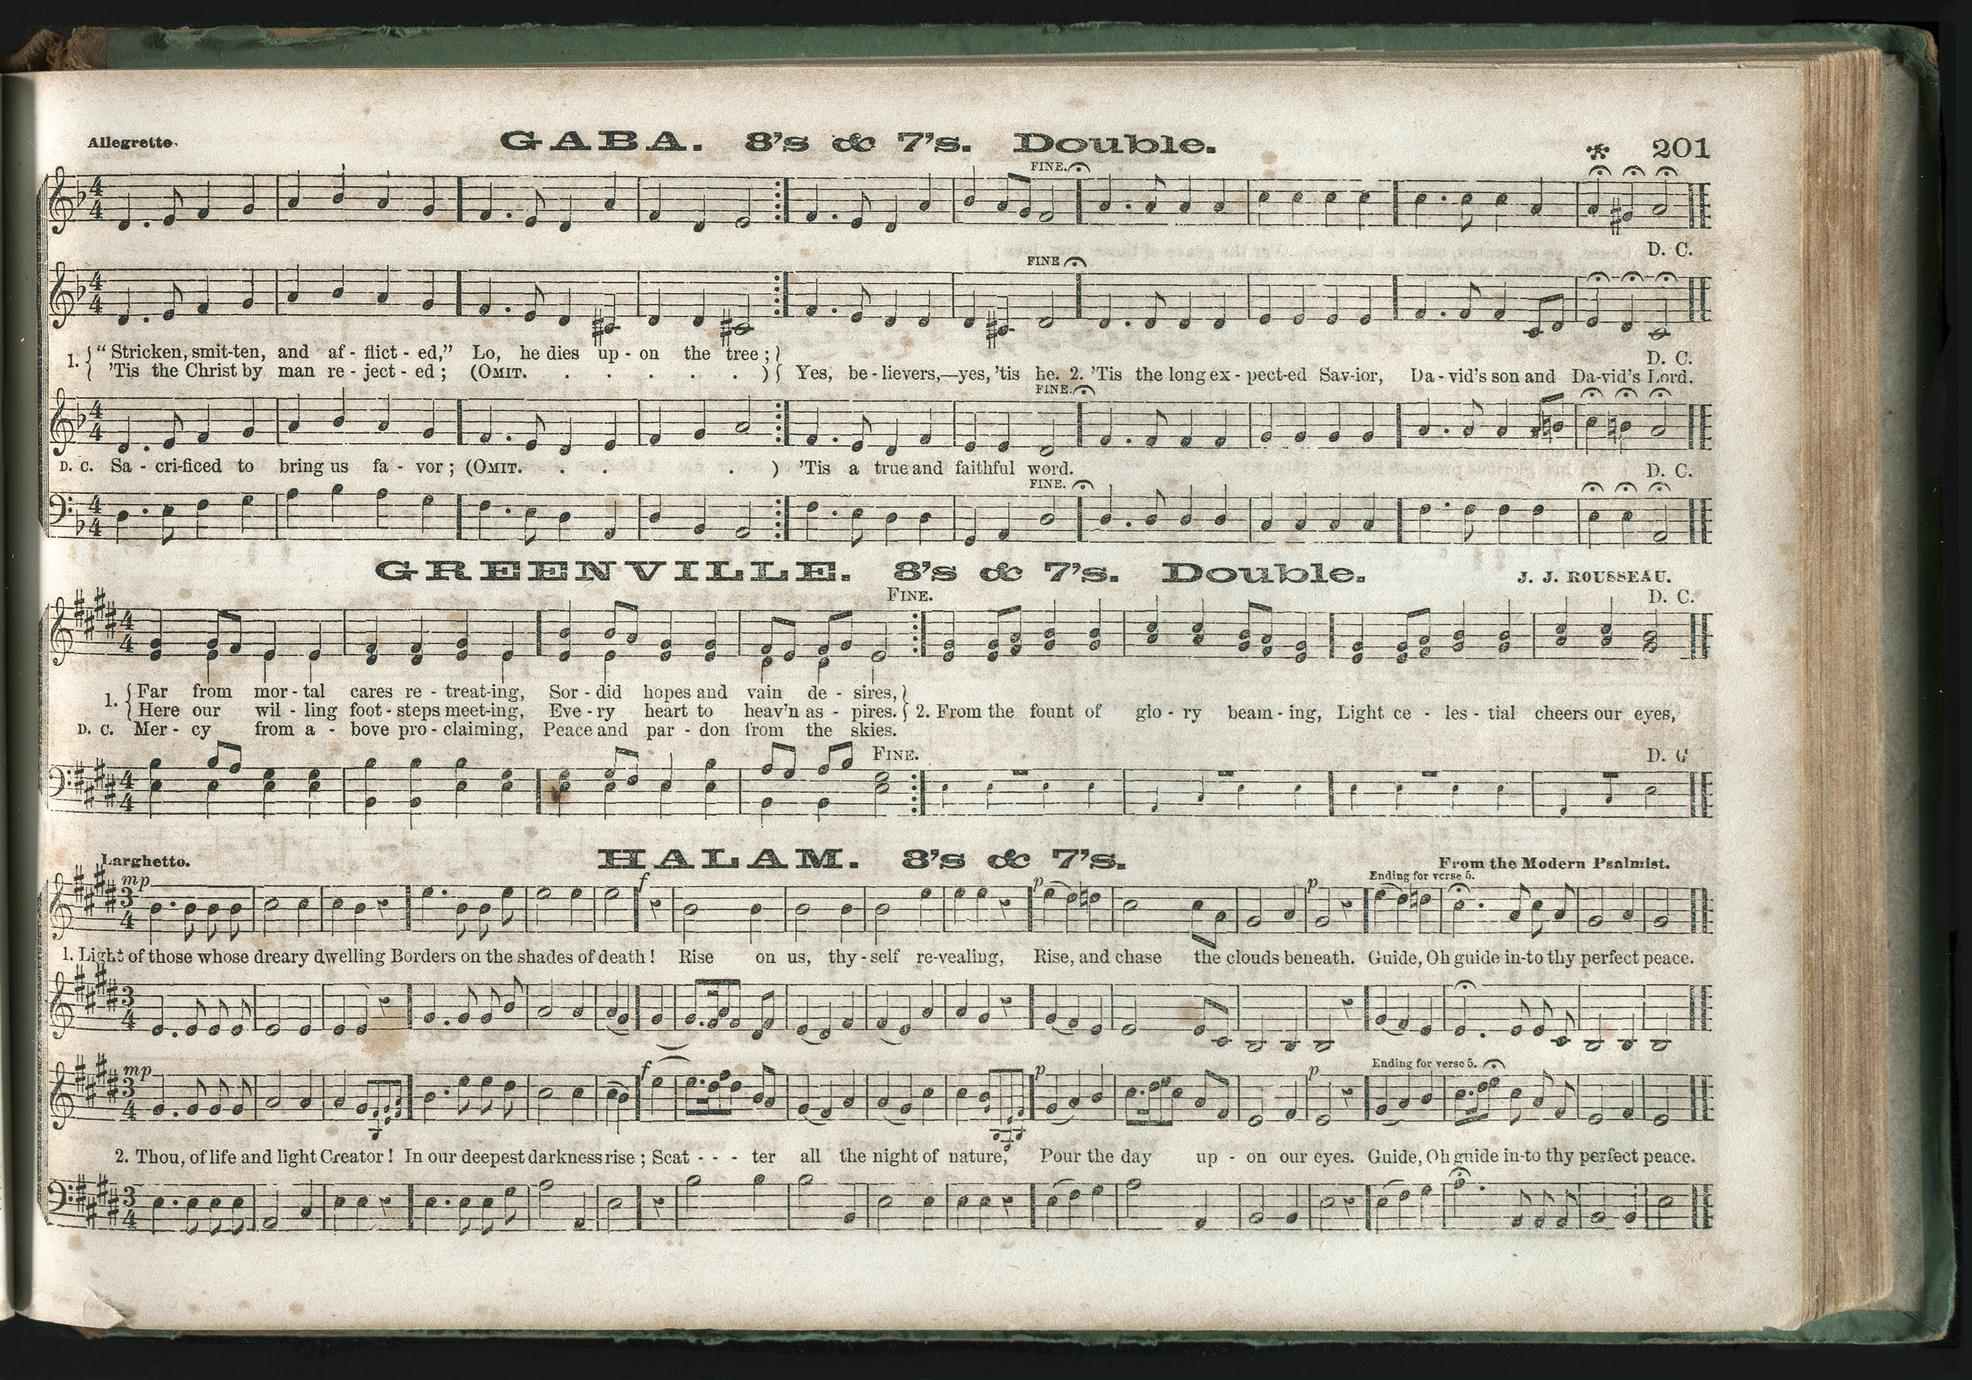 Allegretto. GABA. 8's & 7's. Double. 201
FINE.
D. C.
FINE
1. { "Stricken, smit-ten, and af - flict - ed," Lo, he dies up - on the tree ; }
{ 'Tis the Christ by man re - ject - ed ; (OMIT. . . . . . ) } Yes, be - lievers,—yes, 'tis he. 2. 'Tis the long ex - pect-ed Sav-ior, Da - vid's son and Da-vid's Lord.
D. C.
FINE.
D. C. Sa - cri-ficed to bring us fa - vor ; (OMIT. . . . ) 'Tis a true and faithful word. D. C.
FINE.
GREENVILLE. 8's & 7's. Double. J. J. ROUSSEAU.
FINE. D. C.
1. { Far from mor - tal cares re - treat-ing, Sor - did hopes and vain de - sires, }
{ Here our wil - ling foot - steps meet-ing, Eve - ry heart to heav'n as - pires. } 2. From the fount of glo - ry beam - ing, Light ce - les - tial cheers our eyes,
D. C. Mer - cy from a - bove pro - claiming, Peace and par - don from the skies.
FINE. D. C
Larghetto. HALAM. 8's & 7's. From the Modern Psalmist.
mp f p p Ending for verse 5.
1. Light of those whose dreary dwelling Borders on the shades of death ! Rise on us, thy - self re-vealing, Rise, and chase the clouds beneath. Guide, Oh guide in-to thy perfect peace.
mp f p p Ending for verse 5.
2. Thou, of life and light Creator ! In our deepest darkness rise ; Scat - - - ter all the night of nature, Pour the day up - on our eyes. Guide, Oh guide in-to thy perfect peace.